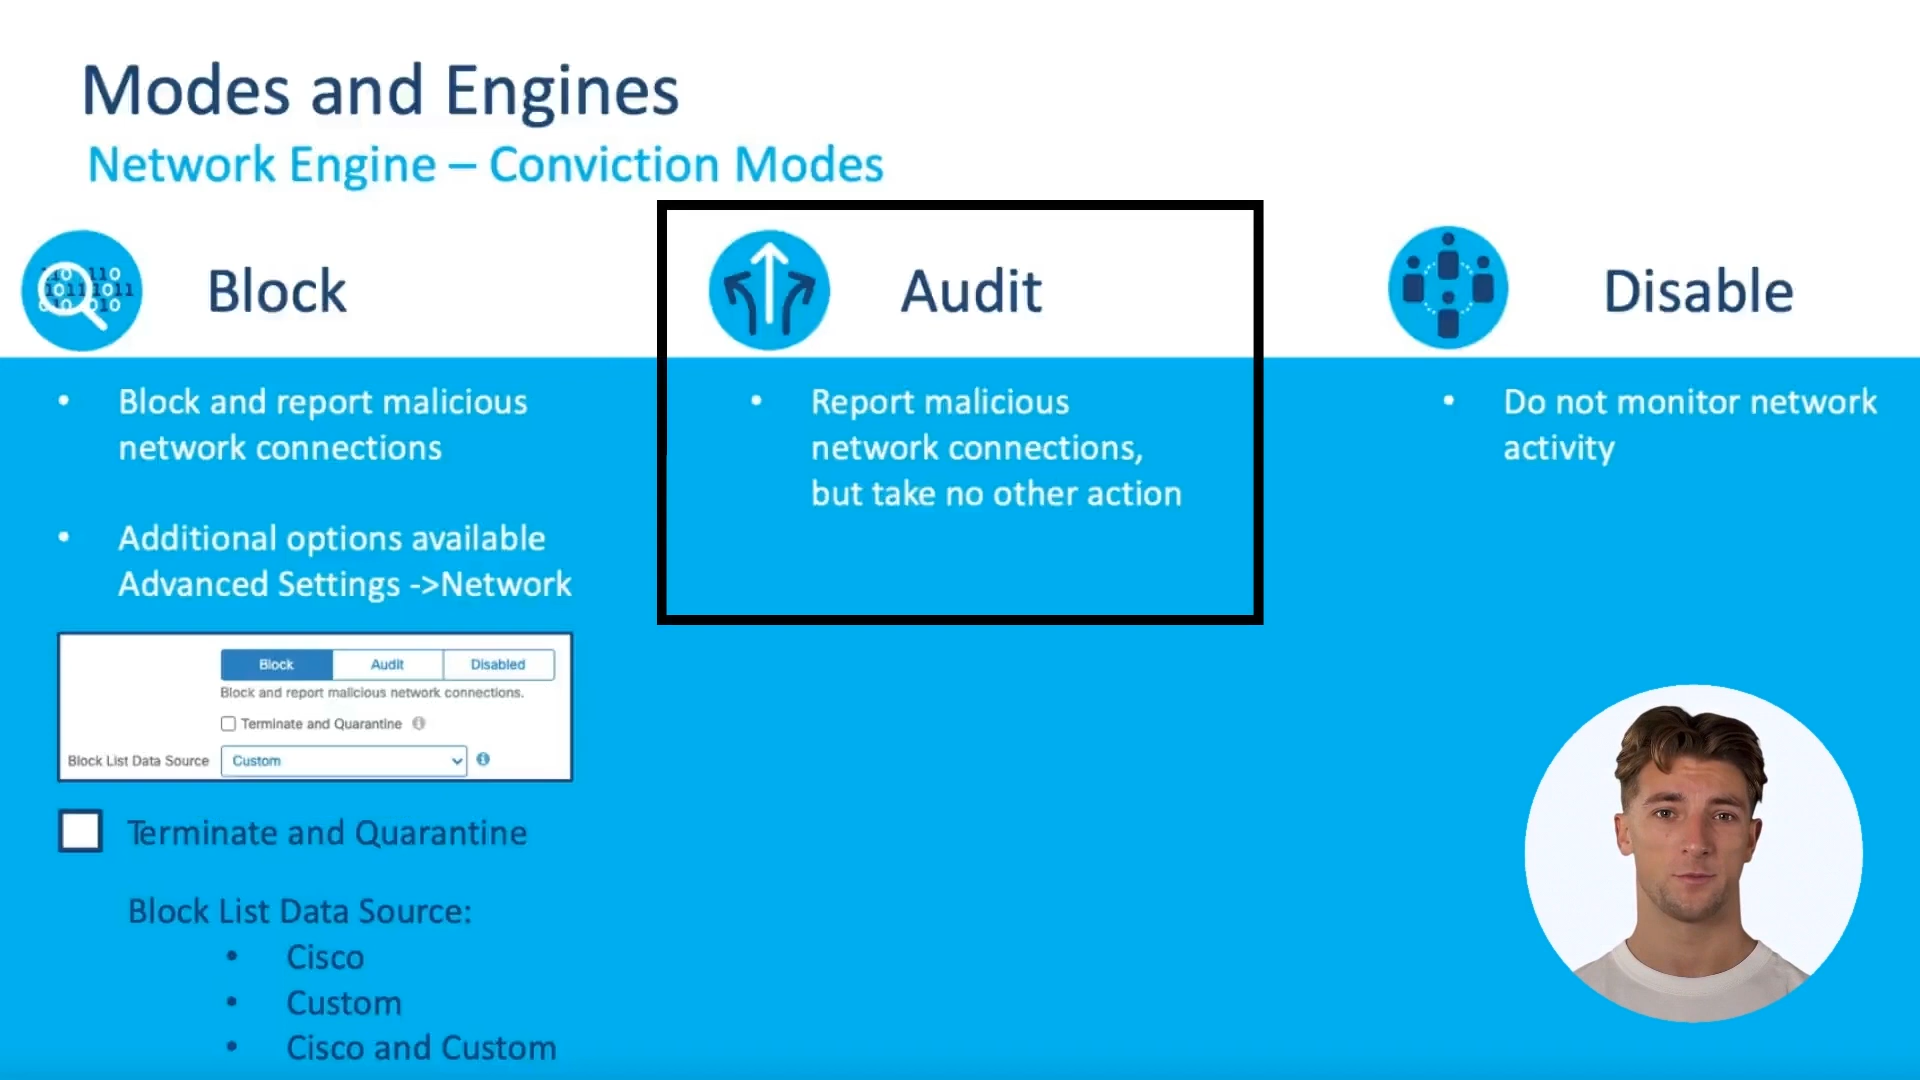 Modes and Engines
Network Engine – Conviction Modes
Block
• Block and report malicious
network connections
• Additional options available
Advanced Settings ->Network
Block Audit Disabled
Block and report malicious network connections.
Terminate and Quarantine
Block List Data Source Custom
Terminate and Quarantine
Block List Data Source:
• Cisco
• Custom
• Cisco and Custom
Audit
• Report malicious
network connections,
but take no other action
Disable
• Do not monitor network
activity